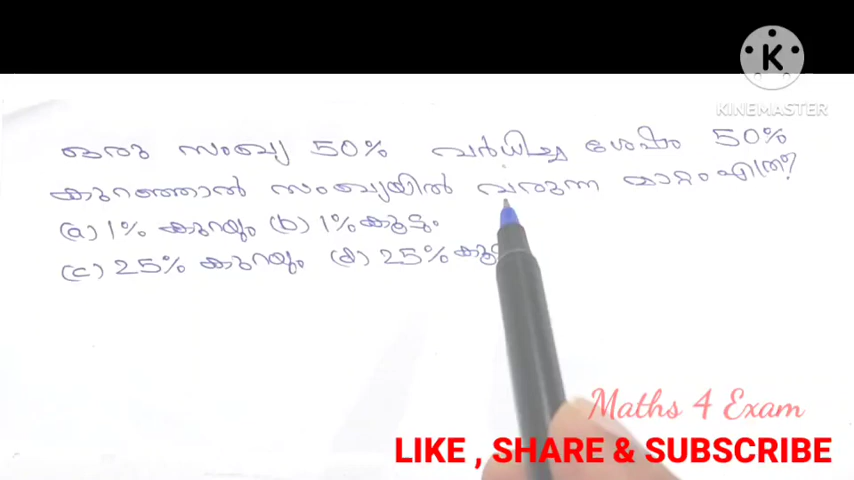 K
KINEMASTER
ഒരു സംഖ്യ 50% വർധിച്ച ശേഷം 50%
കുറഞ്ഞാൽ സംഖ്യയിൽ വരുന്ന മാറ്റം എത്ര?
(a) 1% കുറയും (b) 1% കൂടും
(c) 25% കുറയും (d) 25%
Maths 4 Exam
LIKE , SHARE & SUBSCRIBE